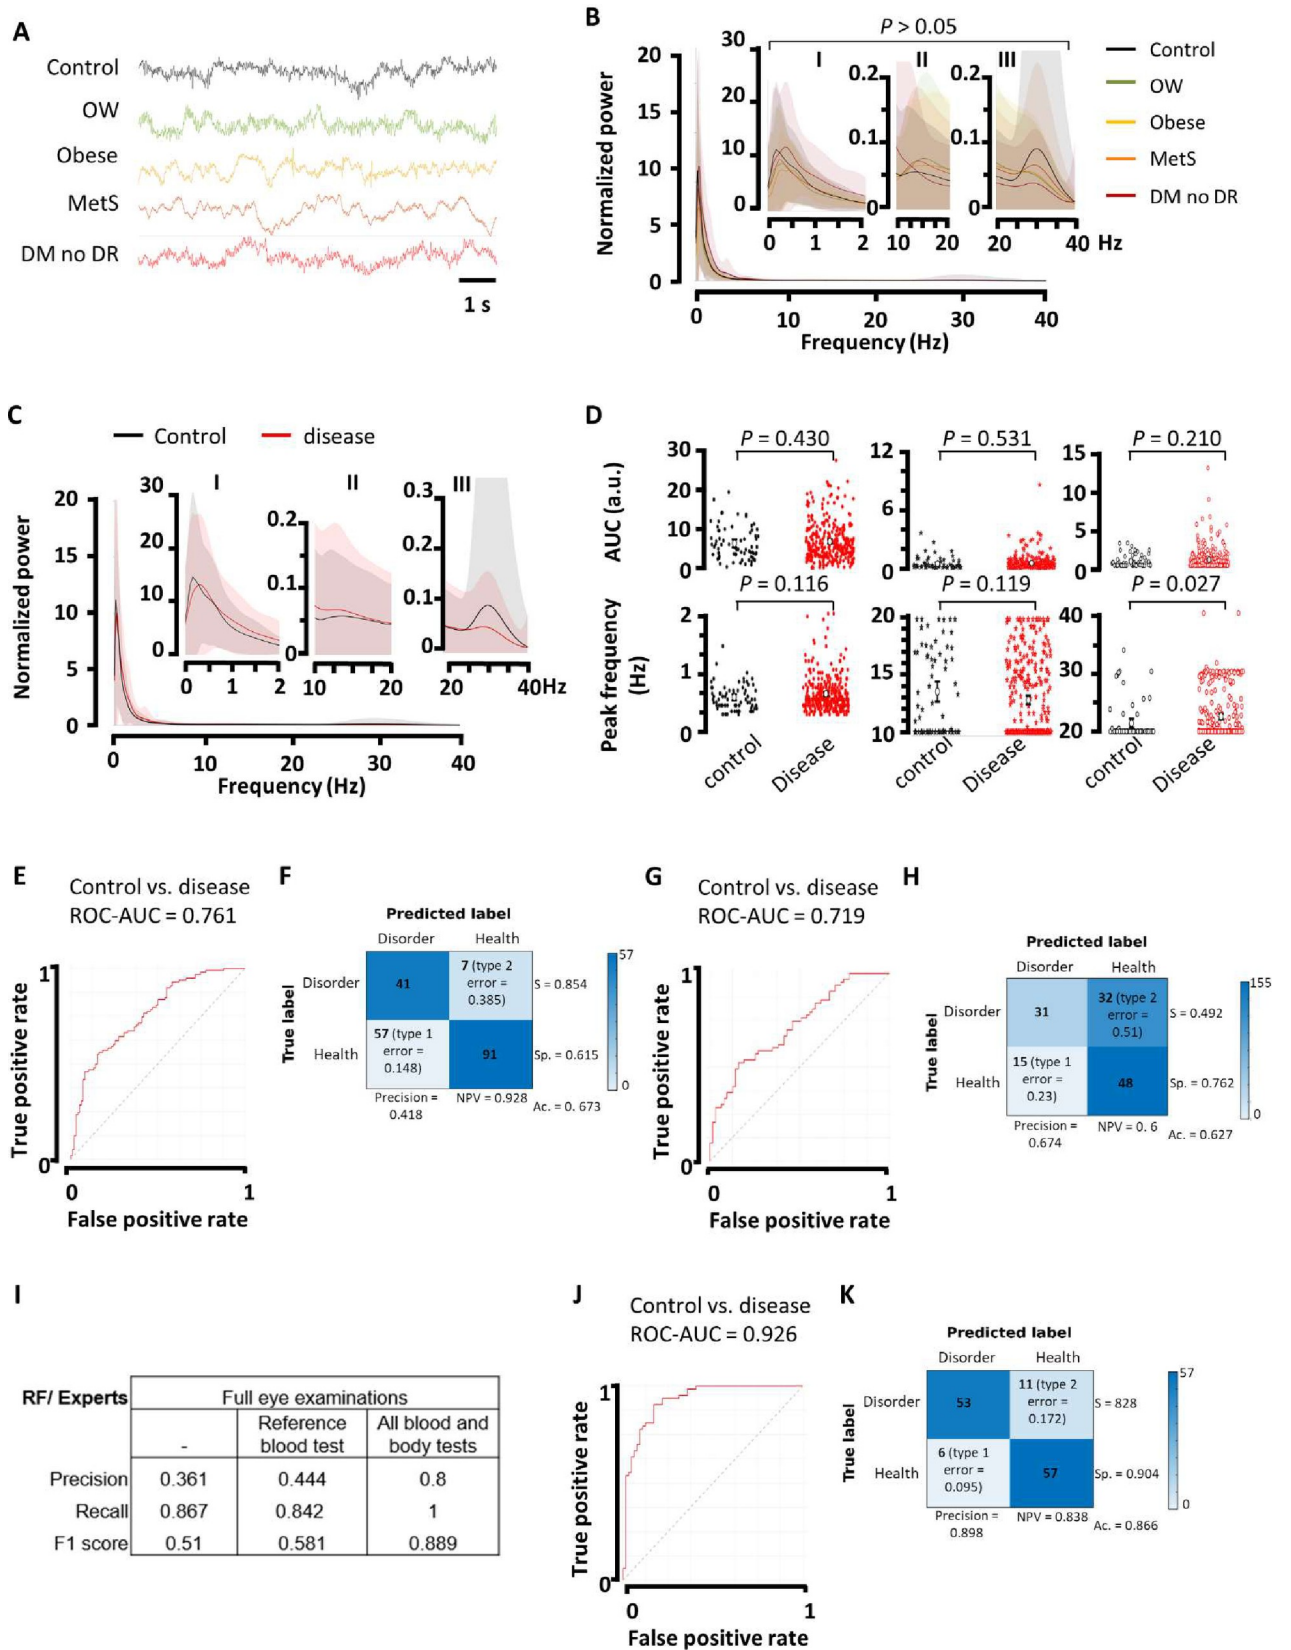 A
Control
OW
Obese
MetS
DM no DR
1 s
B
P > 0.05
Normalized power
20
15
10
5
0
30
20
10
0
I
0 1 2
0.2
0.1
0
II
10 20
0.2
0.1
0
III
20 40 Hz
0 10 20 30 40
Frequency (Hz)
Control
OW
Obese
MetS
DM no DR
C
Control disease
Normalized power
20
15
10
5
0
30
20
10
0
I
0 1 2
0.2
0.1
0
II
10 20
0.3
0.2
0.1
0
III
20 40Hz
0 10 20 30 40
Frequency (Hz)
D
AUC (a.u.)
30
20
10
0
P = 0.430
12
6
2
0
P = 0.531
15
10
5
0
P = 0.210
Peak frequency
(Hz)
2
1
0
P = 0.116
20
15
10
P = 0.119
40
30
20
P = 0.027
control Disease control Disease control Disease
E
Control vs. disease
ROC-AUC = 0.761
True positive rate
1
0
0 1
False positive rate
F
Predicted label
Disorder Health
True label
Disorder
41
7 (type 2
error =
0.385)
S = 0.854
Health
57 (type 1
error =
0.148)
91
Sp. = 0.615
Precision =
0.418
NPV = 0.928
Ac. = 0.673
57
0
G
Control vs. disease
ROC-AUC = 0.719
True positive rate
1
0
0 1
False positive rate
H
Predicted label
Disorder Health
True label
Disorder
31
32 (type 2
error =
0.51)
S = 0.492
Health
15 (type 1
error =
0.23)
48
Sp. = 0.762
Precision =
0.674
NPV = 0. 6
Ac. = 0.627
155
0
I
RF/ Experts Full eye examinations
- Reference
blood test All blood and
body tests
Precision 0.361 0.444 0.8
Recall 0.867 0.842 1
F1 score 0.51 0.581 0.889
J
Control vs. disease
ROC-AUC = 0.926
True positive rate
1
0
0 1
False positive rate
K
Predicted label
Disorder Health
True label
Disorder
53
11 (type 2
error =
0.172)
S = 828
Health
6 (type 1
error =
0.095)
57
Sp. = 0.904
Precision =
0.898
NPV = 0.838
Ac. = 0.866
57
0